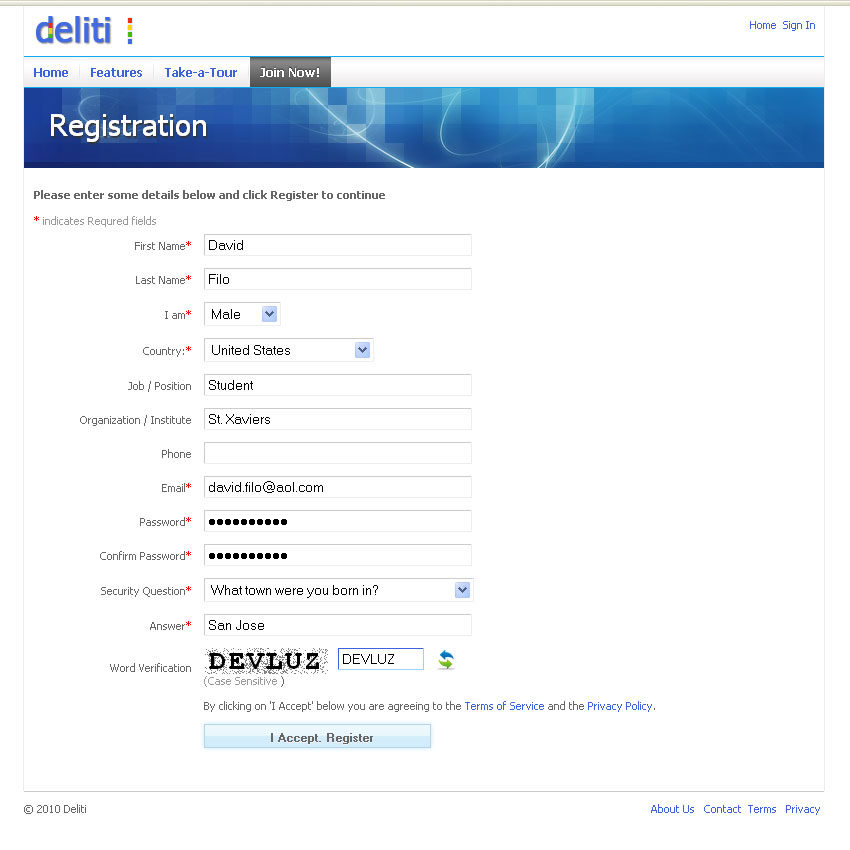 deliti
Home Sign In
Home Features Take-a-Tour Join Now!
Registration
Please enter some details below and click Register to continue
* indicates Requred fields
First Name* David
Last Name* Filo
I am* Male
Country:* United States
Job / Position Student
Organization / Institute St. Xaviers
Phone
Email* david.filo@aol.com
Password* ●●●●●●●●●●
Confirm Password* ●●●●●●●●●●
Security Question* What town were you born in?
Answer* San Jose
Word Verification DEVLUZ DEVLUZ
(Case Sensitive )
By clicking on 'I Accept' below you are agreeing to the Terms of Service and the Privacy Policy.
I Accept. Register
© 2010 Deliti About Us Contact Terms Privacy